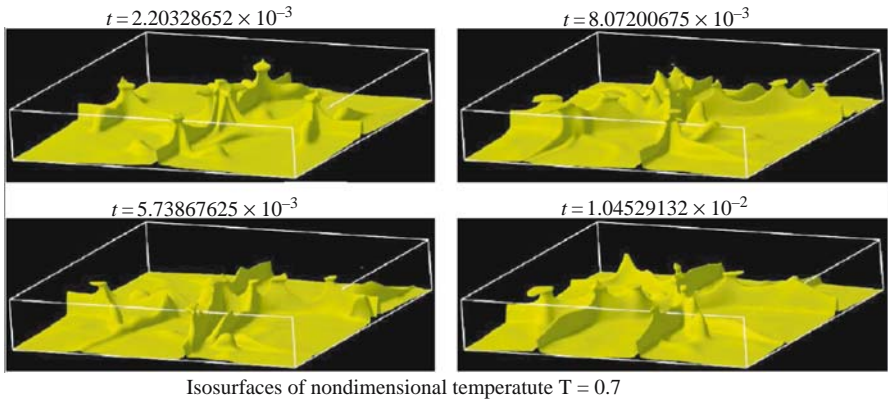 t = 2.20328652 × 10⁻³
t = 8.07200675 × 10⁻³
t = 5.73867625 × 10⁻³
t = 1.04529132 × 10⁻²
Isosurfaces of nondimensional temperatute T = 0.7